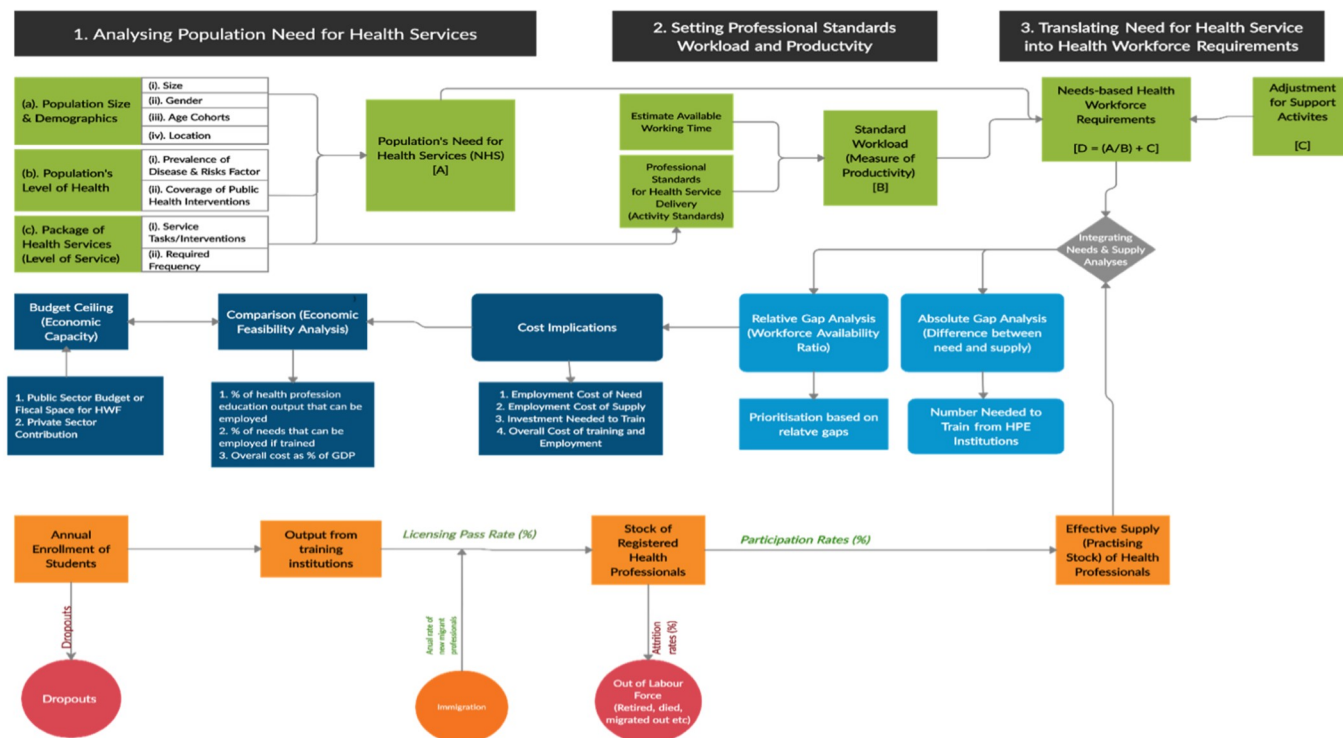 1. Analysing Population Need for Health Services
2. Setting Professional Standards
Workload and Productvity
3. Translating Need for Health Service
into Health Workforce Requirements
(a). Population Size
& Demographics
(i). Size
(ii). Gender
(iii). Age Cohorts
(iv). Location
(b). Population's
Level of Health
(i). Prevalence of
Disease & Risks Factor
(ii). Coverage of Public
Health Interventions
(c). Package of
Health Services
(Level of Service)
(i). Service
Tasks/Interventions
(ii). Required
Frequency
Population's Need for
Health Services (NHS)
[A]
Estimate Available
Working Time
Professional
Standards
for Health Service
Delivery
(Activity Standards)
Standard
Workload
(Measure of
Productivity)
[B]
Needs-based Health
Workforce
Requirements
[D = (A/B) + C]
Adjustment
for Support
Activites
[C]
Integrating
Needs & Supply
Analyses
Budget Ceiling
(Economic
Capacity)
Comparison (Economic
Feasibility Analysis)
Cost Implications
Relative Gap Analysis
(Workforce Availability
Ratio)
Absolute Gap Analysis
(Difference between
need and supply)
1. Public Sector Budget or
Fiscal Space for HWF
2. Private Sector
Contribution
1. % of health profession
education output that can be
employed
2. % of needs that can be
employed if trained
3. Overall cost as % of GDP
1. Employment Cost of Need
2. Employment Cost of Supply
3. Investment Needed to Train
4. Overall Cost of training and
Employment
Prioritisation based on
relatve gaps
Number Needed to
Train from HPE
Institutions
Annual
Enrollment of
Students
Output from
training
institutions
Licensing Pass Rate (%)
Stock of
Registered
Health
Professionals
Participation Rates (%)
Effective Supply
(Practising
Stock) of Health
Professionals
Dropouts
Anual rate of
new migrant
professionals
Attrition
rates (%)
Dropouts
Immigration
Out of Labour
Force
(Retired, died,
migrated out etc)